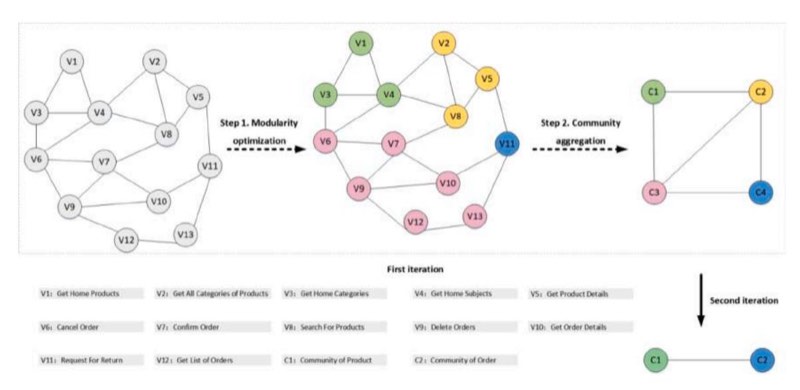 V1
V2
V5
V3
V4
V8
V6
V7
V11
V9
V10
V12
V13
Step 1. Modularity
optimization
V1
V2
V5
V3
V4
V8
V6
V7
V11
V9
V10
V12
V13
Step 2. Community
aggregation
C1
C2
C3
C4
First iteration
V1: Get Home Products
V2: Get All Categories of Products
V3: Get Home Categories
V4: Get Home Subjects
V5: Get Product Details
V6: Cancel Order
V7: Confirm Order
V8: Search For Products
V9: Delete Orders
V10: Get Order Details
V11: Request For Return
V12: Get List of Orders
C1: Community of Product
C2: Community of Order
Second iteration
C1
C2